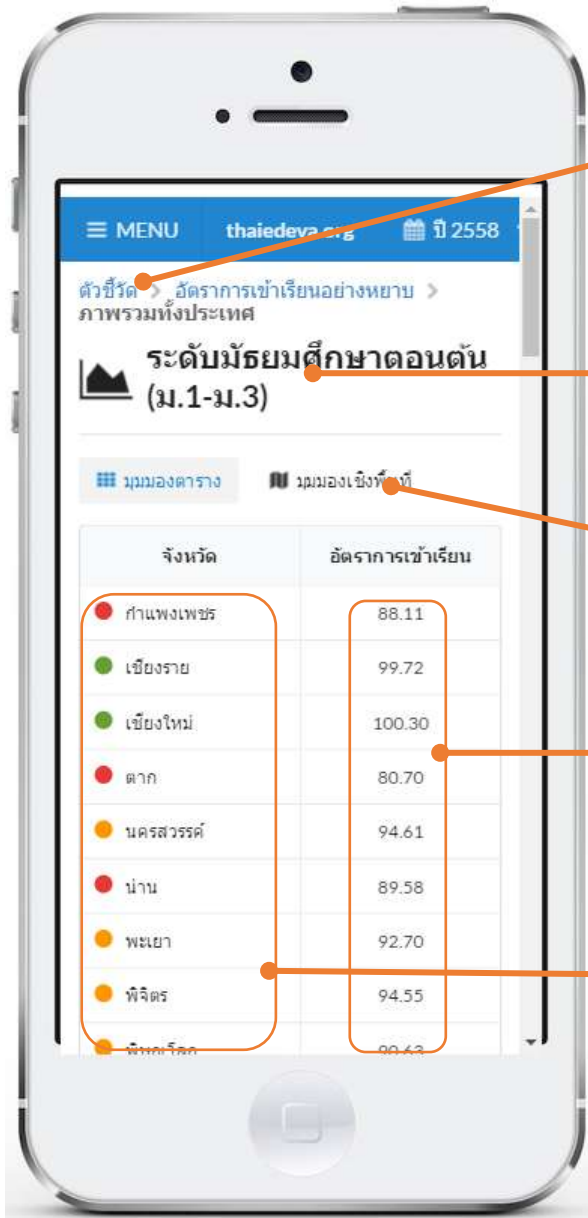 MENU thaiedeva.org ปี 2558
ตัวชี้วัด > อัตราการเข้าเรียนอย่างหยาบ >
ภาพรวมทั้งประเทศ
ระดับมัธยมศึกษาตอนต้น
(ม.1-ม.3)
มุมมองตาราง มุมมองเชิงพื้นที่
จังหวัด อัตราการเข้าเรียน
กำแพงเพชร 88.11
เชียงราย 99.72
เชียงใหม่ 100.30
ตาก 80.70
นครสวรรค์ 94.61
น่าน 89.58
พะเยา 92.70
พิจิตร 94.55
พิษณุโลก 90.63